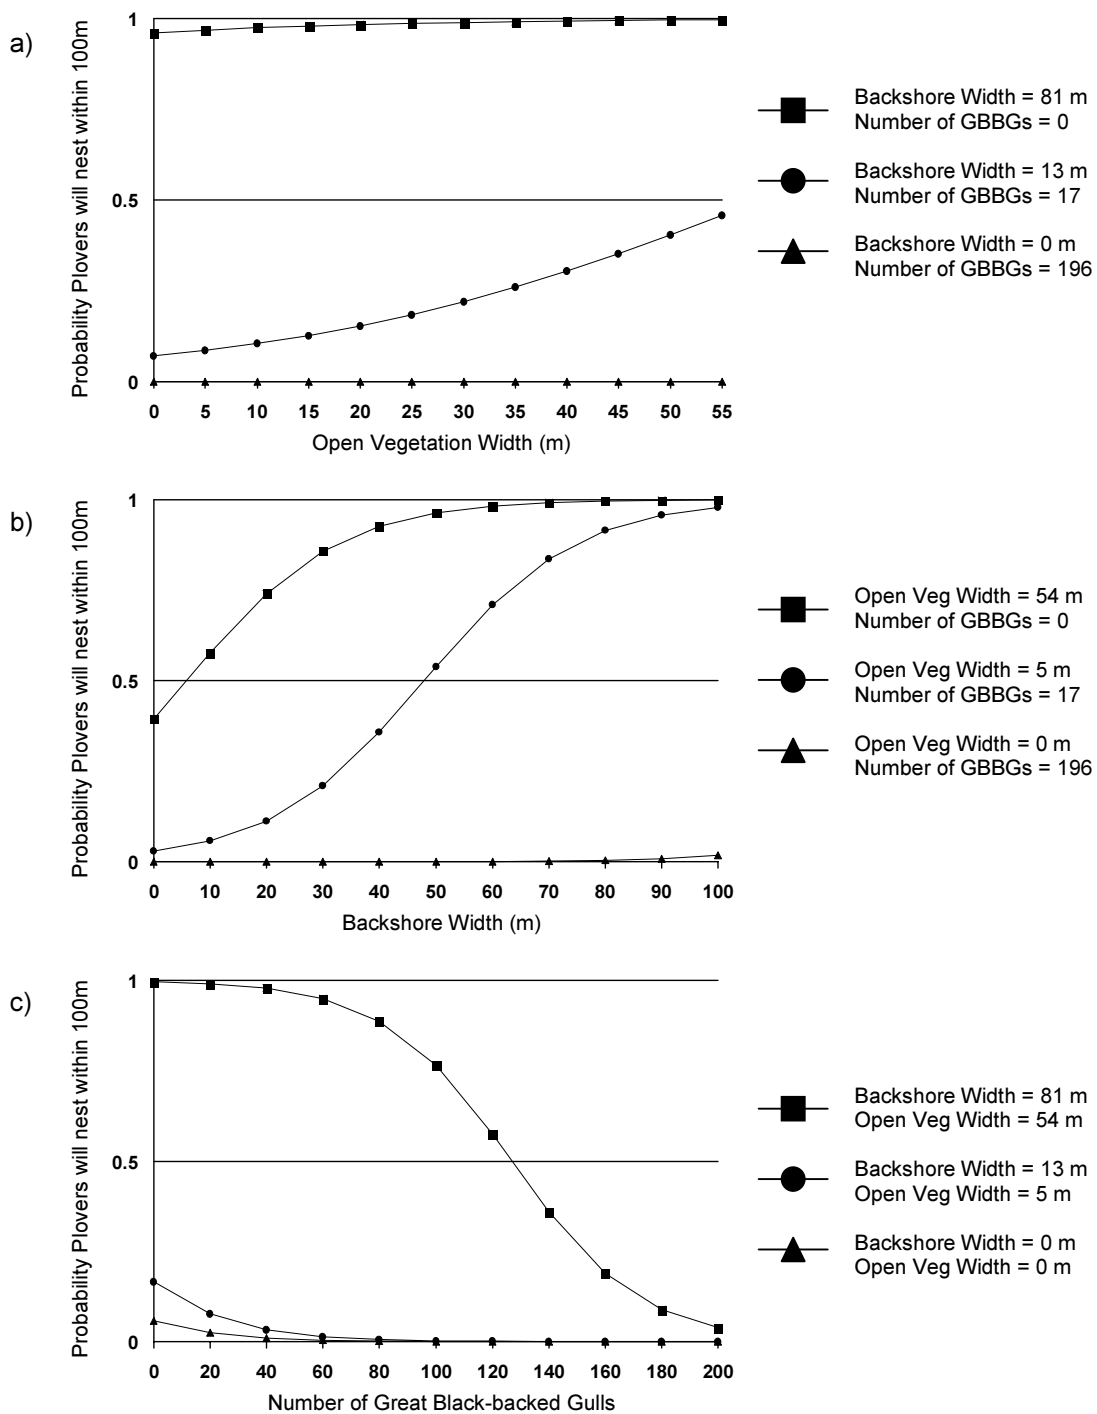 a)
Probability Plovers will nest within 100m
1
0.5
0
0 5 10 15 20 25 30 35 40 45 50 55
Open Vegetation Width (m)
Backshore Width = 81 m
Number of GBBGs = 0
Backshore Width = 13 m
Number of GBBGs = 17
Backshore Width = 0 m
Number of GBBGs = 196
b)
Probability Plovers will nest within 100m
1
0.5
0
0 10 20 30 40 50 60 70 80 90 100
Backshore Width (m)
Open Veg Width = 54 m
Number of GBBGs = 0
Open Veg Width = 5 m
Number of GBBGs = 17
Open Veg Width = 0 m
Number of GBBGs = 196
c)
Probability Plovers will nest within 100m
1
0.5
0
0 20 40 60 80 100 120 140 160 180 200
Number of Great Black-backed Gulls
Backshore Width = 81 m
Open Veg Width = 54 m
Backshore Width = 13 m
Open Veg Width = 5 m
Backshore Width = 0 m
Open Veg Width = 0 m